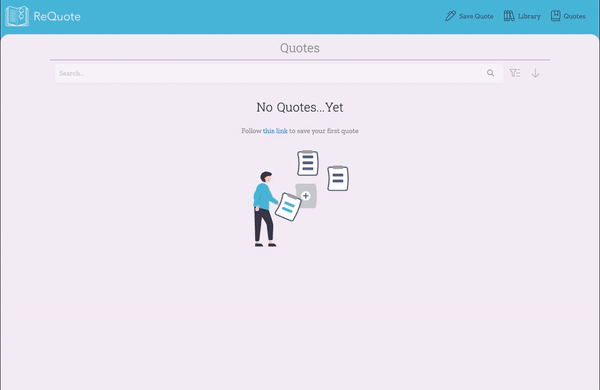 ReQuote
Save Quote
Library
Quotes
Quotes
Search...
No Quotes...Yet
Follow this link to save your first quote